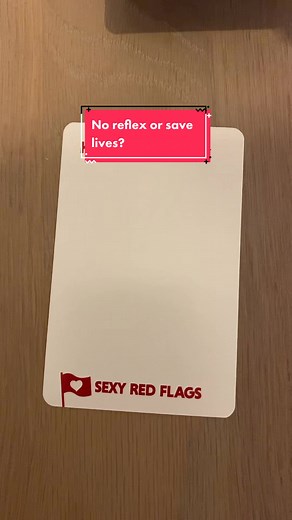 No reflex or save
lives?
SEXY RED FLAGS